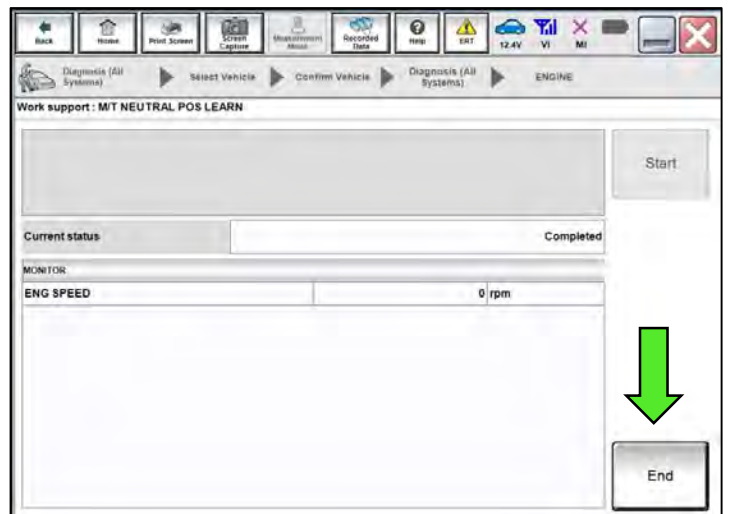 Back
Home
Print Screen
Screen
Capture
Measurement
Mode
Recorded
Data
Help
ERT
12.4V
VI
MI
Diagnosis (All
Systems)
Select Vehicle
Confirm Vehicle
Diagnosis (All
Systems)
ENGINE
Work support : M/T NEUTRAL POS LEARN
Start
Current status
Completed
MONITOR
ENG SPEED
0 rpm
End